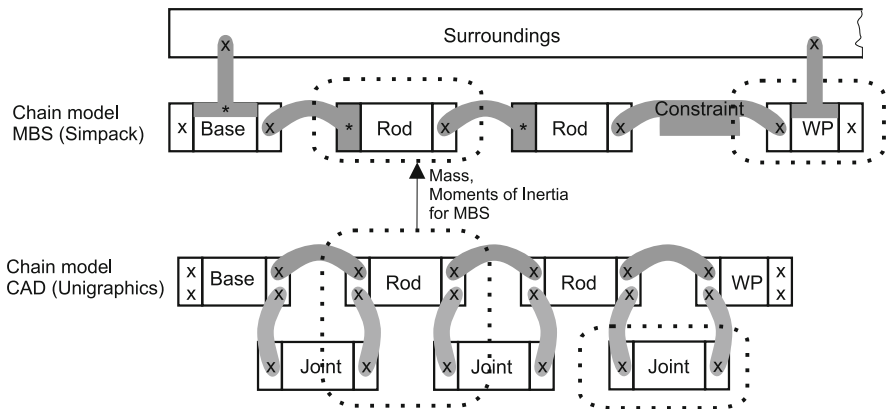 Surroundings
x x
Chain model
MBS (Simpack)
x Base * x * Rod x * Rod x Constraint x WP x
Mass,
Moments of Inertia
for MBS
Chain model
CAD (Unigraphics)
x x Base x x x x Rod x x x x Rod x x x x WP x x
x Joint x x Joint x x Joint x